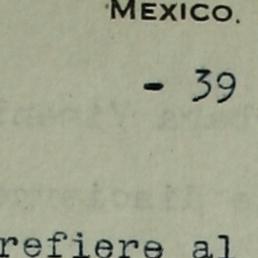 MEXICO.
- 39
refiere al